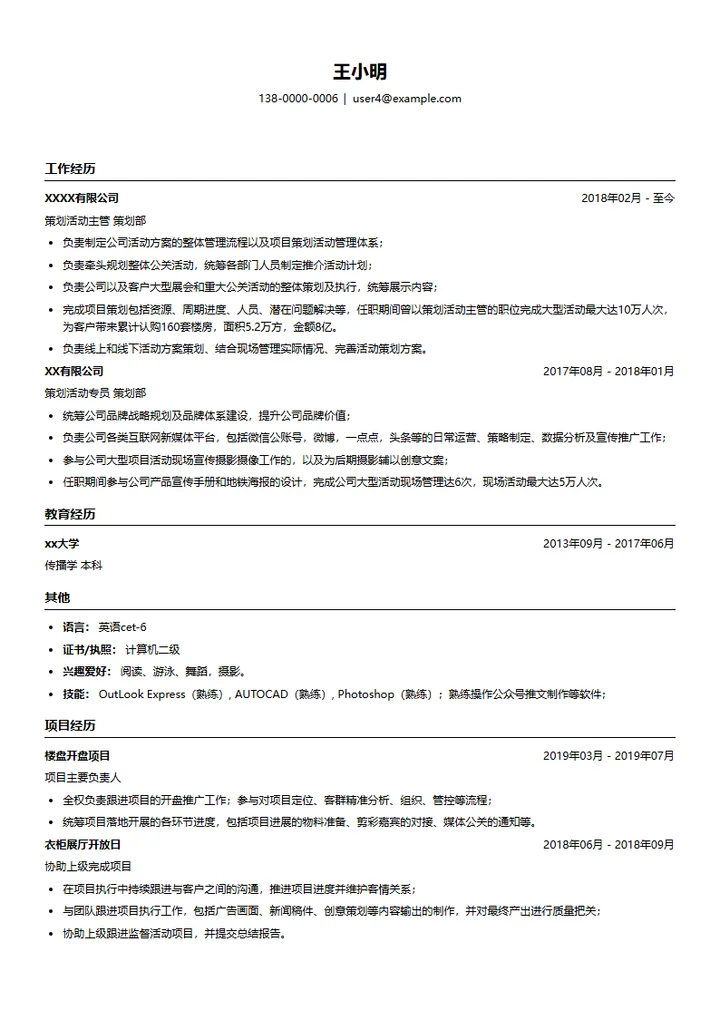 王小明
138-0000-0006 | user4@example.com
工作经历
XXXX有限公司 2018年02月 - 至今
策划活动主管 策划部
• 负责制定公司活动方案的整体管理流程以及项目策划活动管理体系；
• 负责牵头规划整体公关活动，统筹各部门人员制定推介活动计划；
• 负责公司以及客户大型展会和重大公关活动的整体策划及执行，统筹展示内容；
• 完成项目策划包括资源、周期进度、人员、潜在问题解决等，任职期间曾以策划活动主管的职位完成大型活动最大达10万人次，
为客户带来累计认购160套楼房，面积5.2万方，金额8亿。
• 负责线上和线下活动方案策划、结合现场管理实际情况、完善活动策划方案。
XX有限公司 2017年08月 - 2018年01月
策划活动专员 策划部
• 统筹公司品牌战略规划及品牌体系建设，提升公司品牌价值；
• 负责公司各类互联网新媒体平台，包括微信公账号，微博，一点点，头条等的日常运营、策略制定、数据分析及宣传推广工作；
• 参与公司大型项目活动现场宣传摄影摄像工作的，以及为后期摄影辅以创意文案；
• 任职期间参与公司产品宣传手册和地铁海报的设计，完成公司大型活动现场管理达6次，现场活动最大达5万人次。
教育经历
xx大学 2013年09月 - 2017年06月
传播学 本科
其他
• 语言： 英语cet-6
• 证书/执照： 计算机二级
• 兴趣爱好： 阅读、游泳、舞蹈，摄影。
• 技能： OutLook Express（熟练）, AUTOCAD（熟练）, Photoshop（熟练）；熟练操作公众号推文制作等软件；
项目经历
楼盘开盘项目 2019年03月 - 2019年07月
项目主要负责人
• 全权负责跟进项目的开盘推广工作；参与对项目定位、客群精准分析、组织、管控等流程；
• 统筹项目落地开展的各环节进度，包括项目进展的物料准备、剪彩嘉宾的对接、媒体公关的通知等。
衣柜展厅开放日 2018年06月 - 2018年09月
协助上级完成项目
• 在项目执行中持续跟进与客户之间的沟通，推进项目进度并维护客情关系；
• 与团队跟进项目执行工作，包括广告画面、新闻稿件、创意策划等内容输出的制作，并对最终产出进行质量把关；
• 协助上级跟进监督活动项目，并提交总结报告。